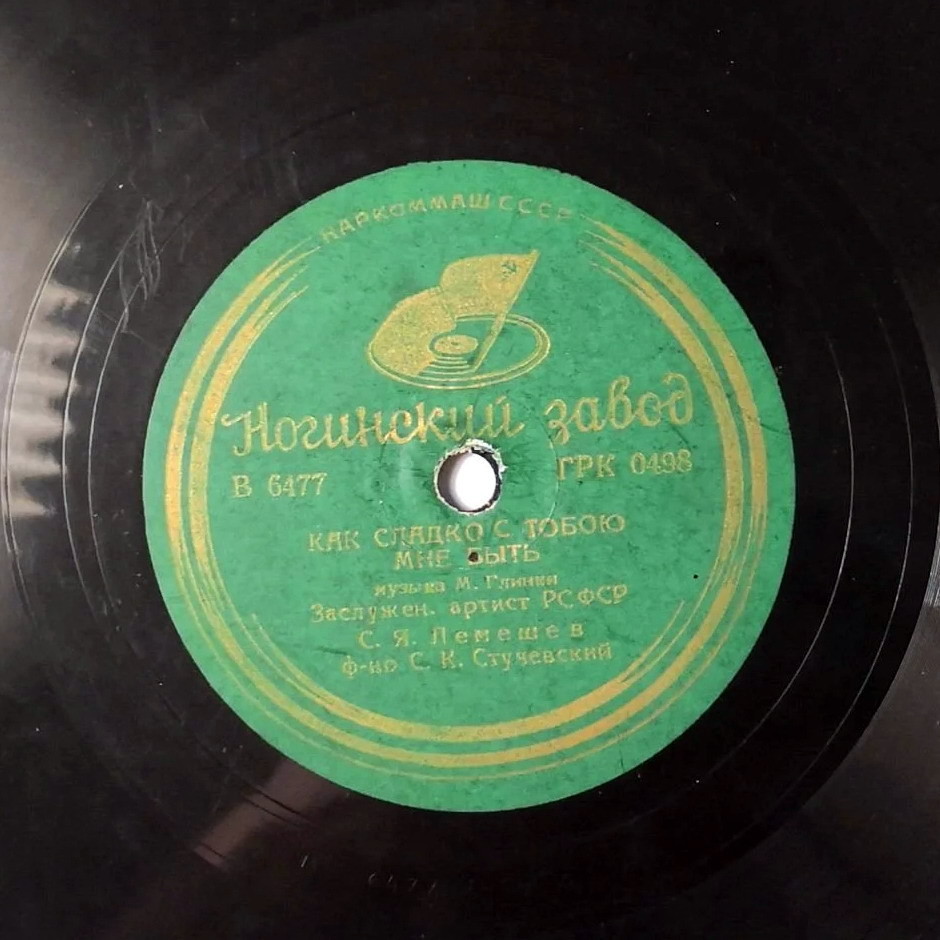 НАРКОММАШ СССР
Ногинский завод
В 6477 ГРК 0498
КАК СЛАДКО С ТОБОЮ
МНЕ БЫТЬ
музыка М. Глинки
Заслужен. артист РСФСР
С. Я. Лемешев
ф-но С. К. Стучевский